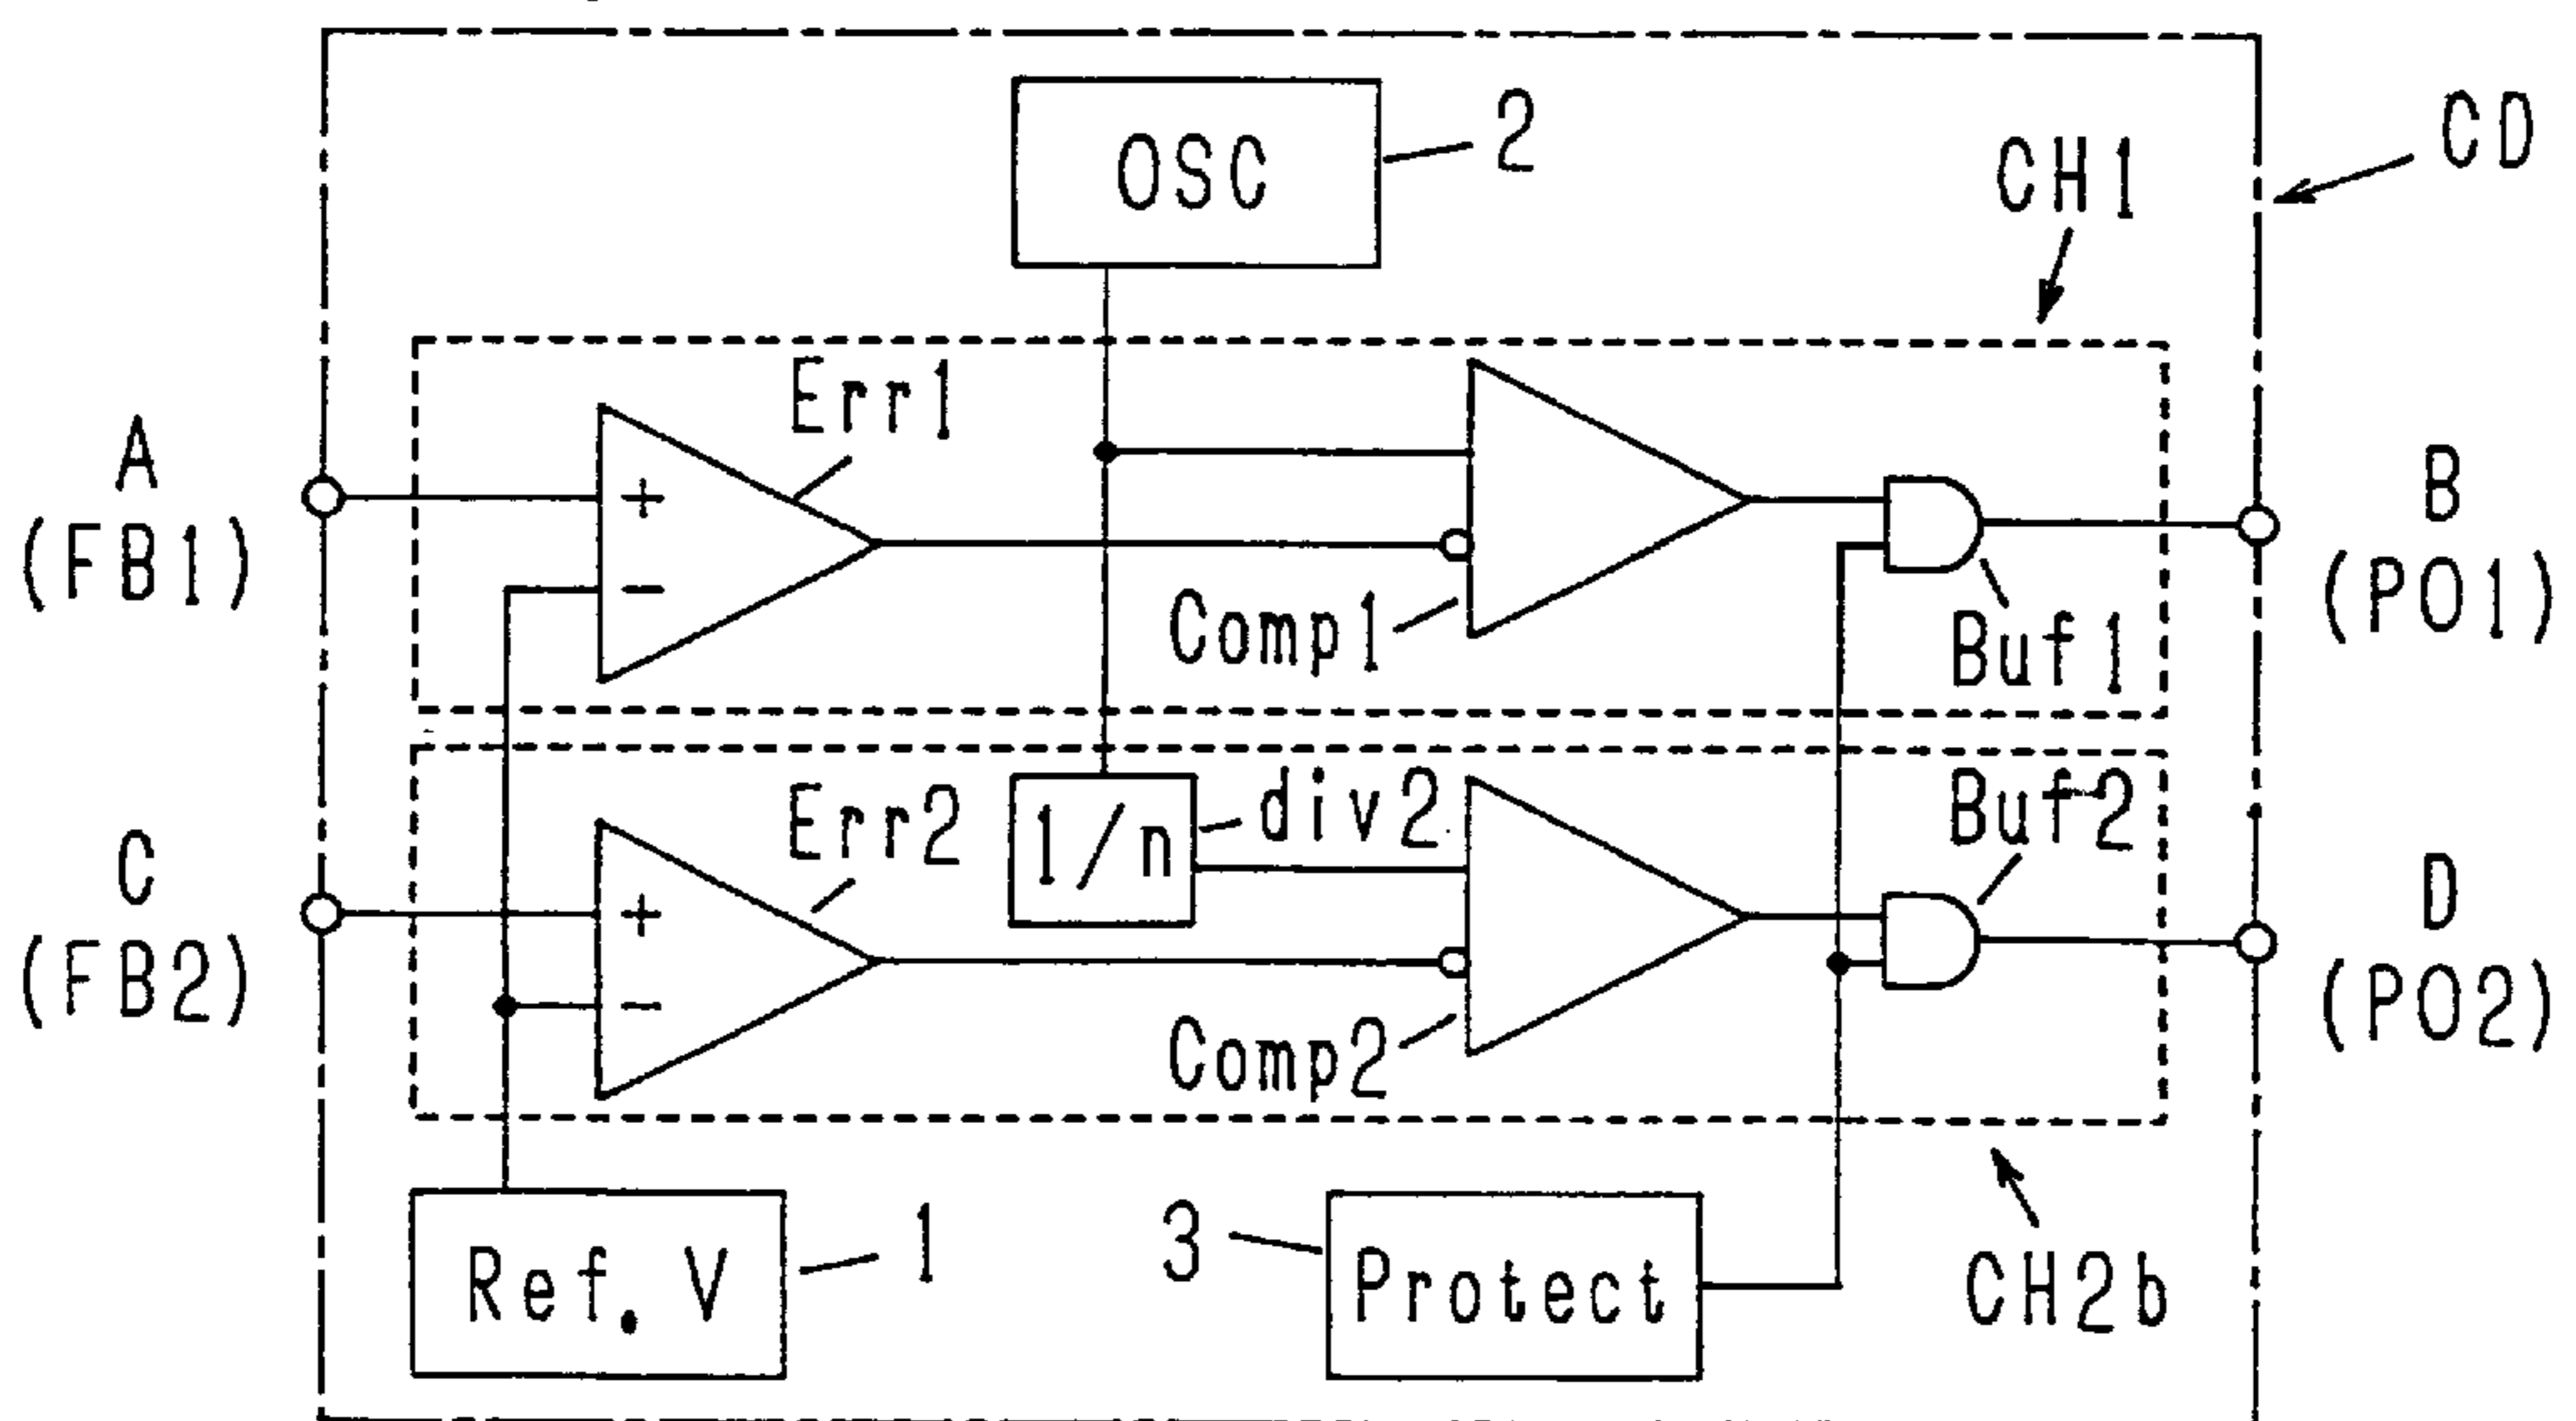 OSC
2
CH1
CD
Err1
A
(FB1)
+
−
Comp1
Buf1
B
(PO1)
Err2
1/n
div2
Buf2
C
(FB2)
+
−
Comp2
D
(PO2)
Ref. V
1
3
Protect
CH2b